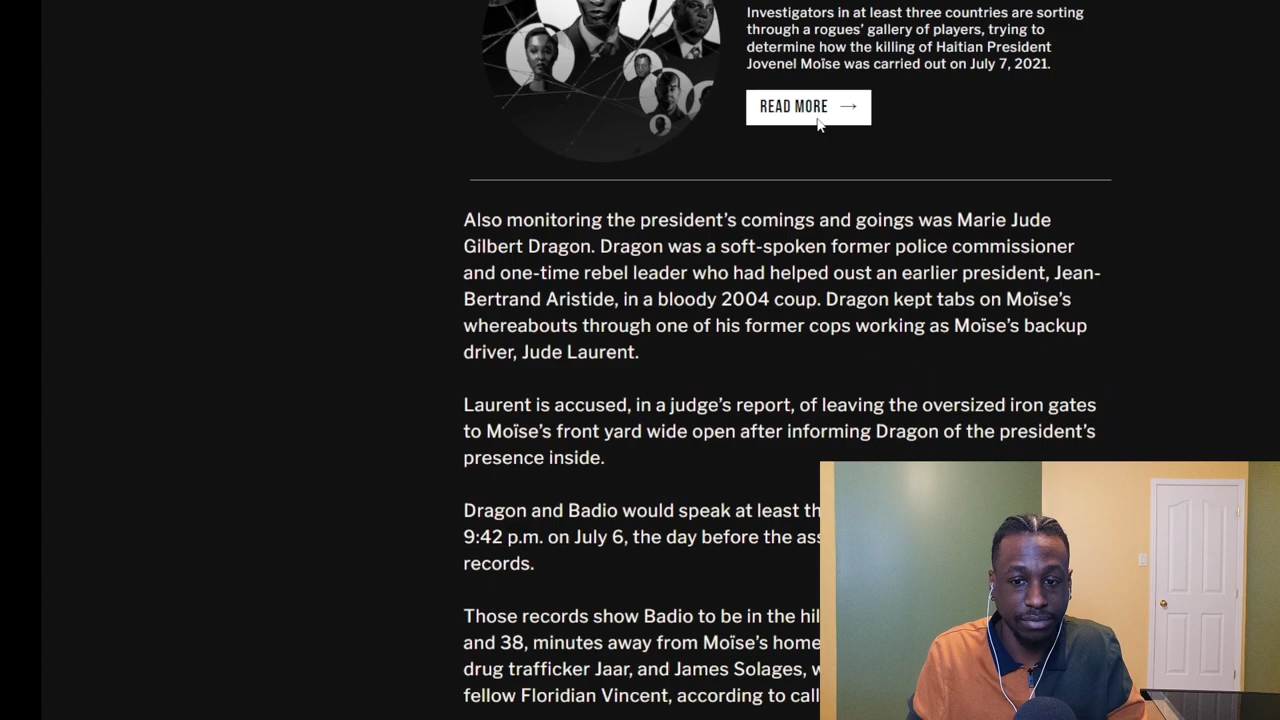 Investigators in at least three countries are sorting
through a rogues’ gallery of players, trying to
determine how the killing of Haitian President
Jovenel Moïse was carried out on July 7, 2021.
READ MORE →
Also monitoring the president’s comings and goings was Marie Jude
Gilbert Dragon. Dragon was a soft-spoken former police commissioner
and one-time rebel leader who had helped oust an earlier president, Jean-
Bertrand Aristide, in a bloody 2004 coup. Dragon kept tabs on Moïse’s
whereabouts through one of his former cops working as Moïse’s backup
driver, Jude Laurent.
Laurent is accused, in a judge’s report, of leaving the oversized iron gates
to Moïse’s front yard wide open after informing Dragon of the president’s
presence inside.
Dragon and Badio would speak at least
9:42 p.m. on July 6, the day before the
records.
Those records show Badio to be in the
and 38, minutes away from Moïse’s home
drug trafficker Jaar, and James Solages,
fellow Floridian Vincent, according to